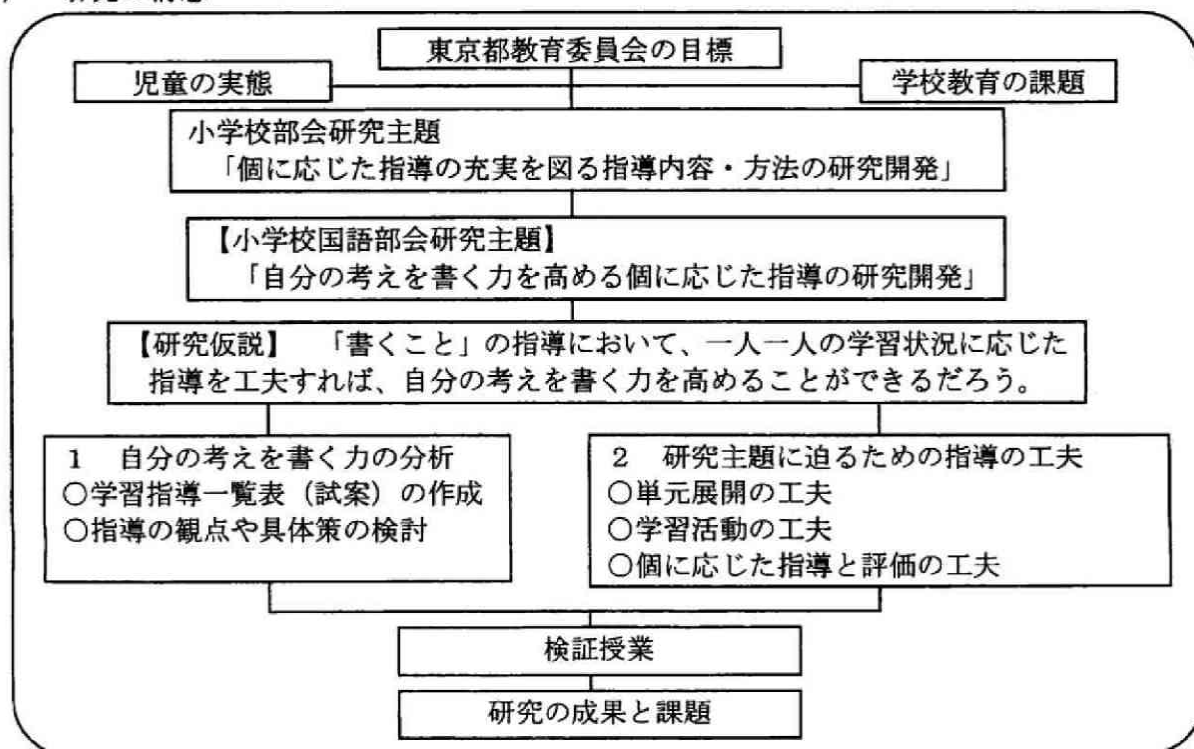 東京都教育委員会の目標
児童の実態
学校教育の課題
小学校部会研究主題
「個に応じた指導の充実を図る指導内容・方法の研究開発」
【小学校国語部会研究主題】
「自分の考えを書く力を高める個に応じた指導の研究開発」
【研究仮説】 「書くこと」の指導において、一人一人の学習状況に応じた
指導を工夫すれば、自分の考えを書く力を高めることができるだろう。
1 自分の考えを書く力の分析
○学習指導一覧表（試案）の作成
○指導の観点や具体策の検討
2 研究主題に迫るための指導の工夫
○単元展開の工夫
○学習活動の工夫
○個に応じた指導と評価の工夫
検証授業
研究の成果と課題